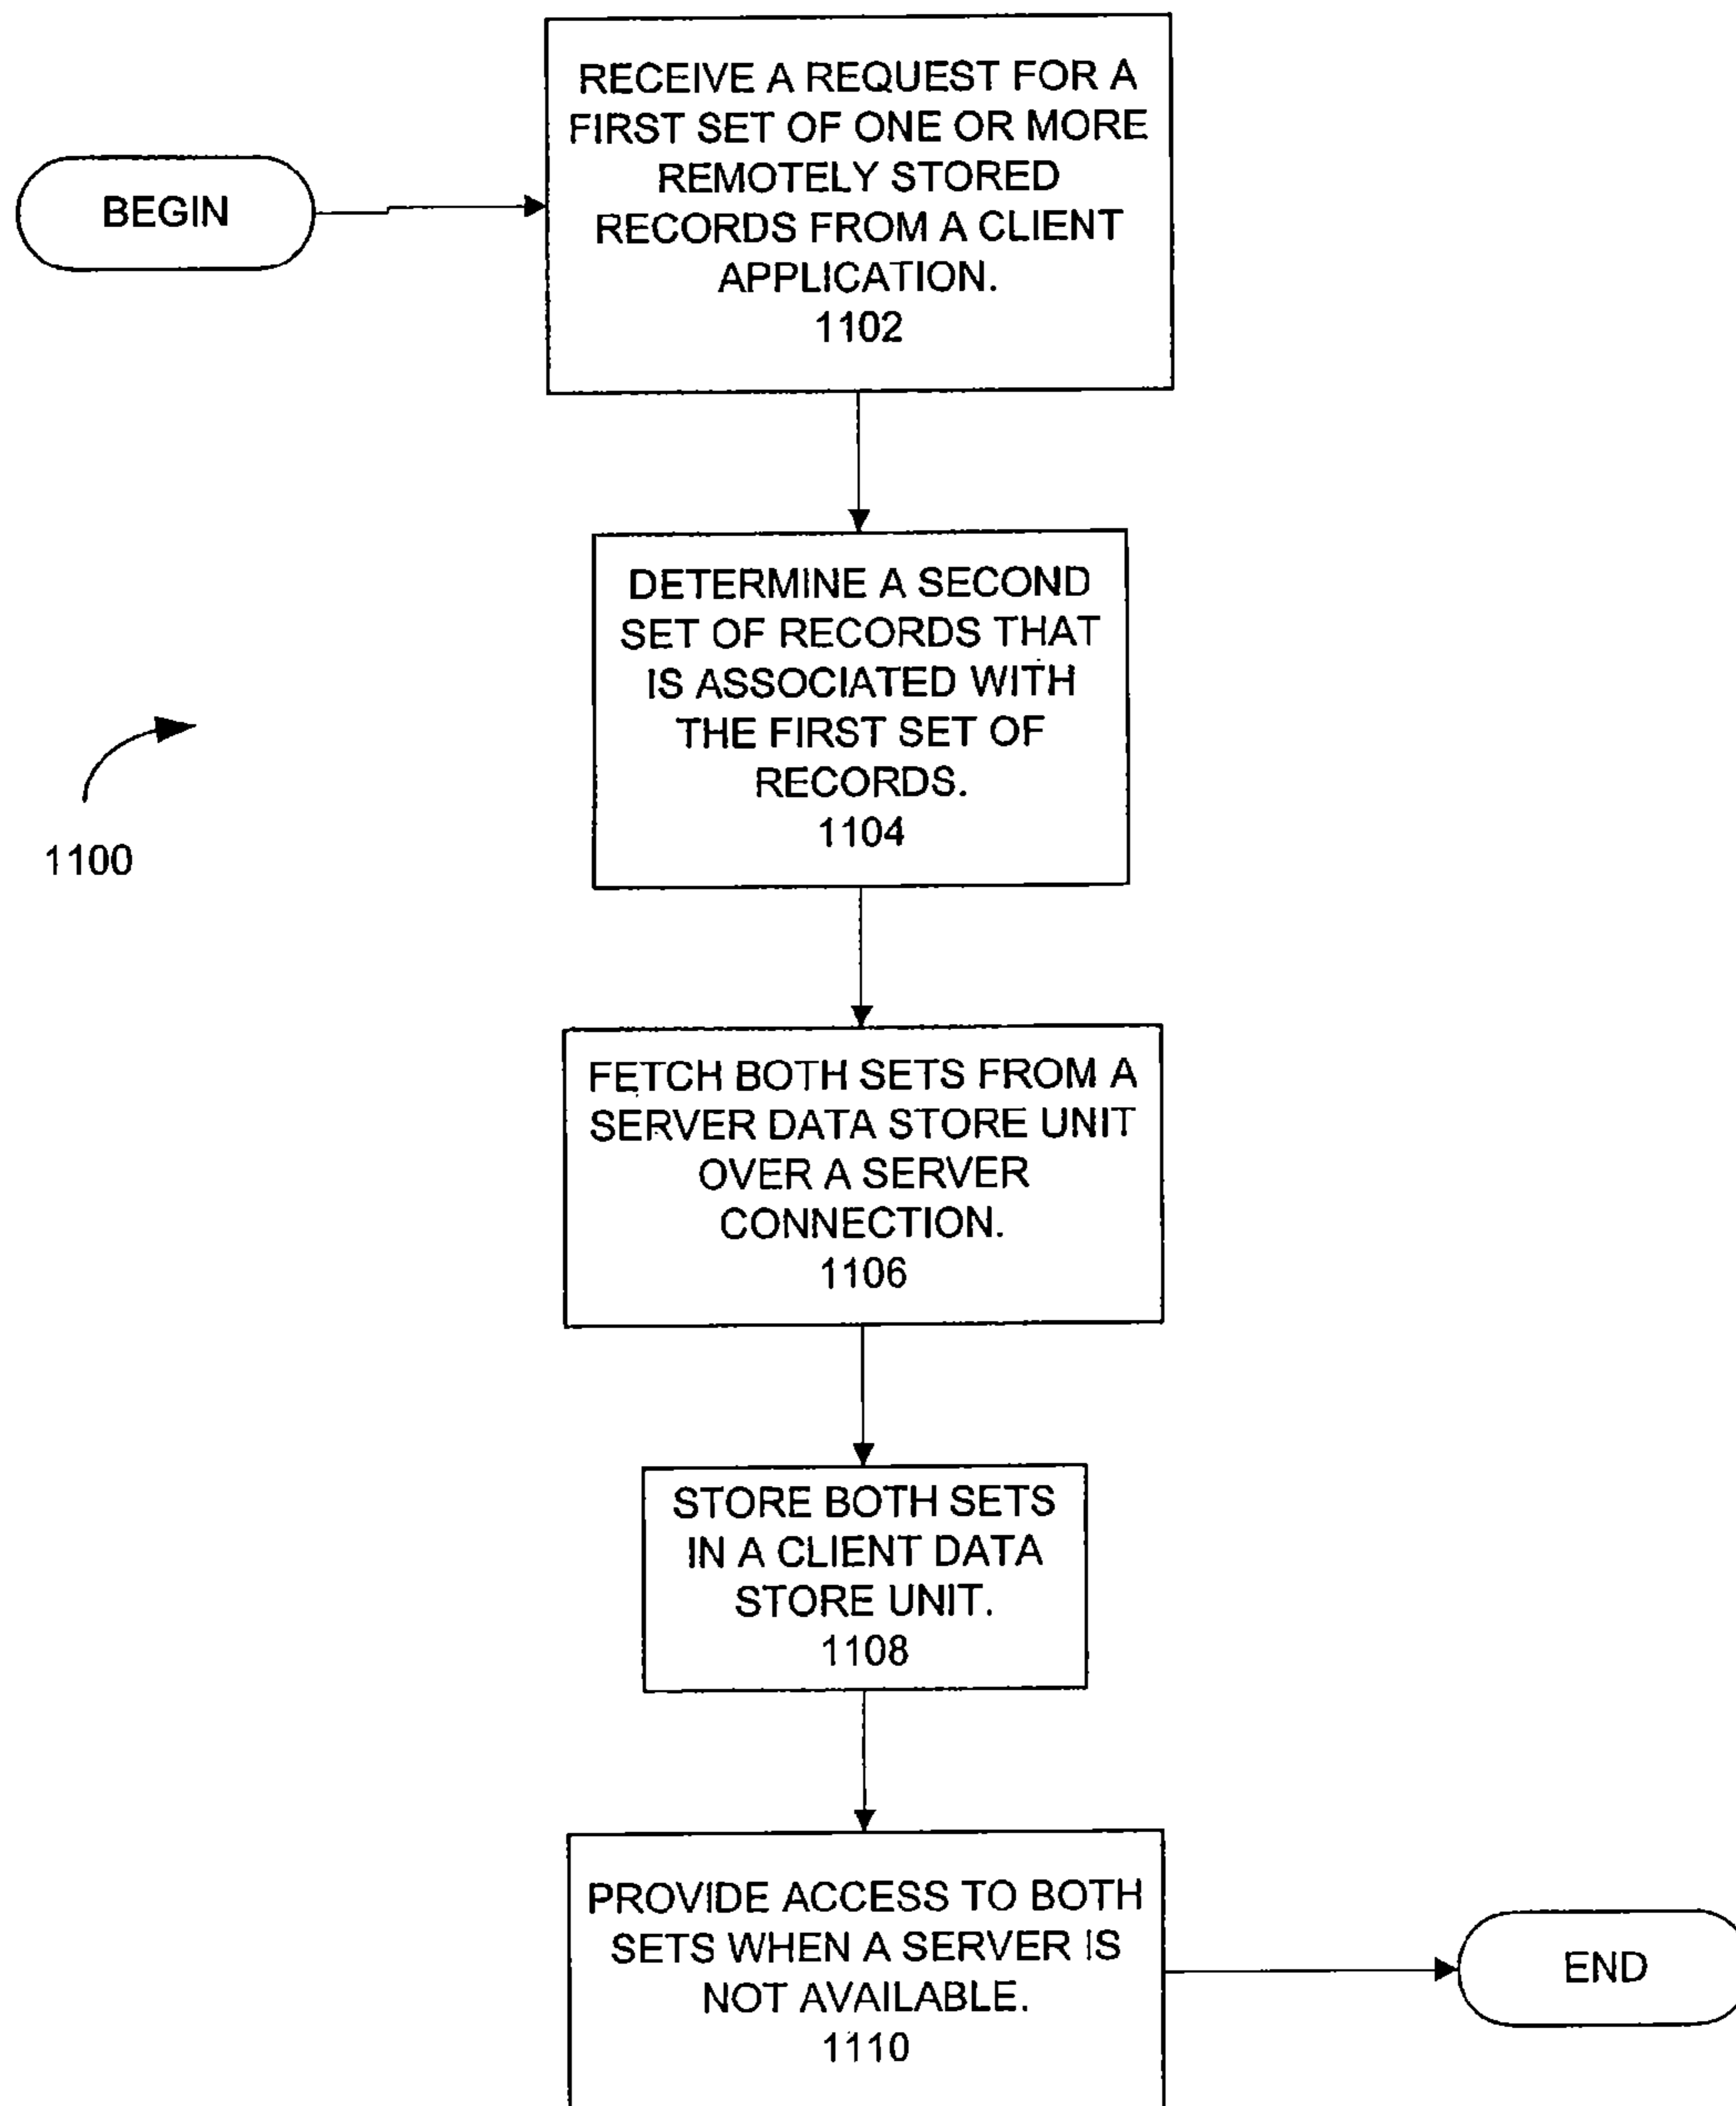 BEGIN
RECEIVE A REQUEST FOR A
FIRST SET OF ONE OR MORE
REMOTELY STORED
RECORDS FROM A CLIENT
APPLICATION.
1102
DETERMINE A SECOND
SET OF RECORDS THAT
IS ASSOCIATED WITH
THE FIRST SET OF
RECORDS.
1104
1100
FETCH BOTH SETS FROM A
SERVER DATA STORE UNIT
OVER A SERVER
CONNECTION.
1106
STORE BOTH SETS
IN A CLIENT DATA
STORE UNIT.
1108
PROVIDE ACCESS TO BOTH
SETS WHEN A SERVER IS
NOT AVAILABLE.
1110
END